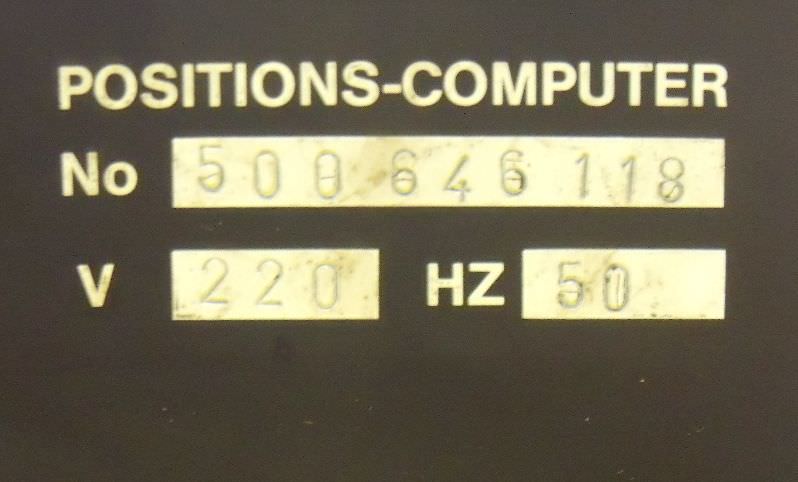 POSITIONS-COMPUTER
No 500 646 118
V 220 HZ 50